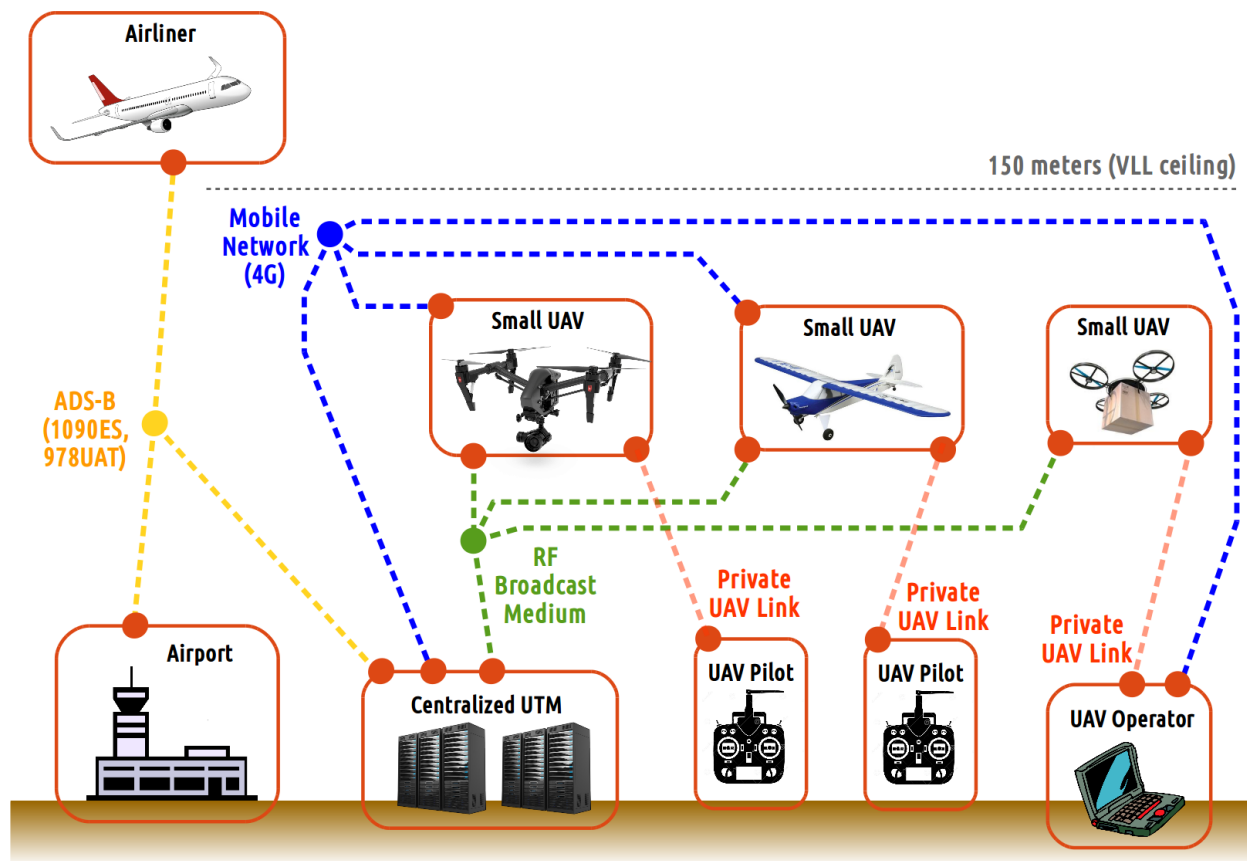 Airliner
150 meters (VLL ceiling)
Mobile
Network
(4G)
Small UAV
Small UAV
Small UAV
ADS-B
(1090ES,
978UAT)
RF
Broadcast
Medium
Private
UAV Link
Private
UAV Link
Private
UAV Link
Airport
Centralized UTM
UAV Pilot
UAV Pilot
UAV Operator